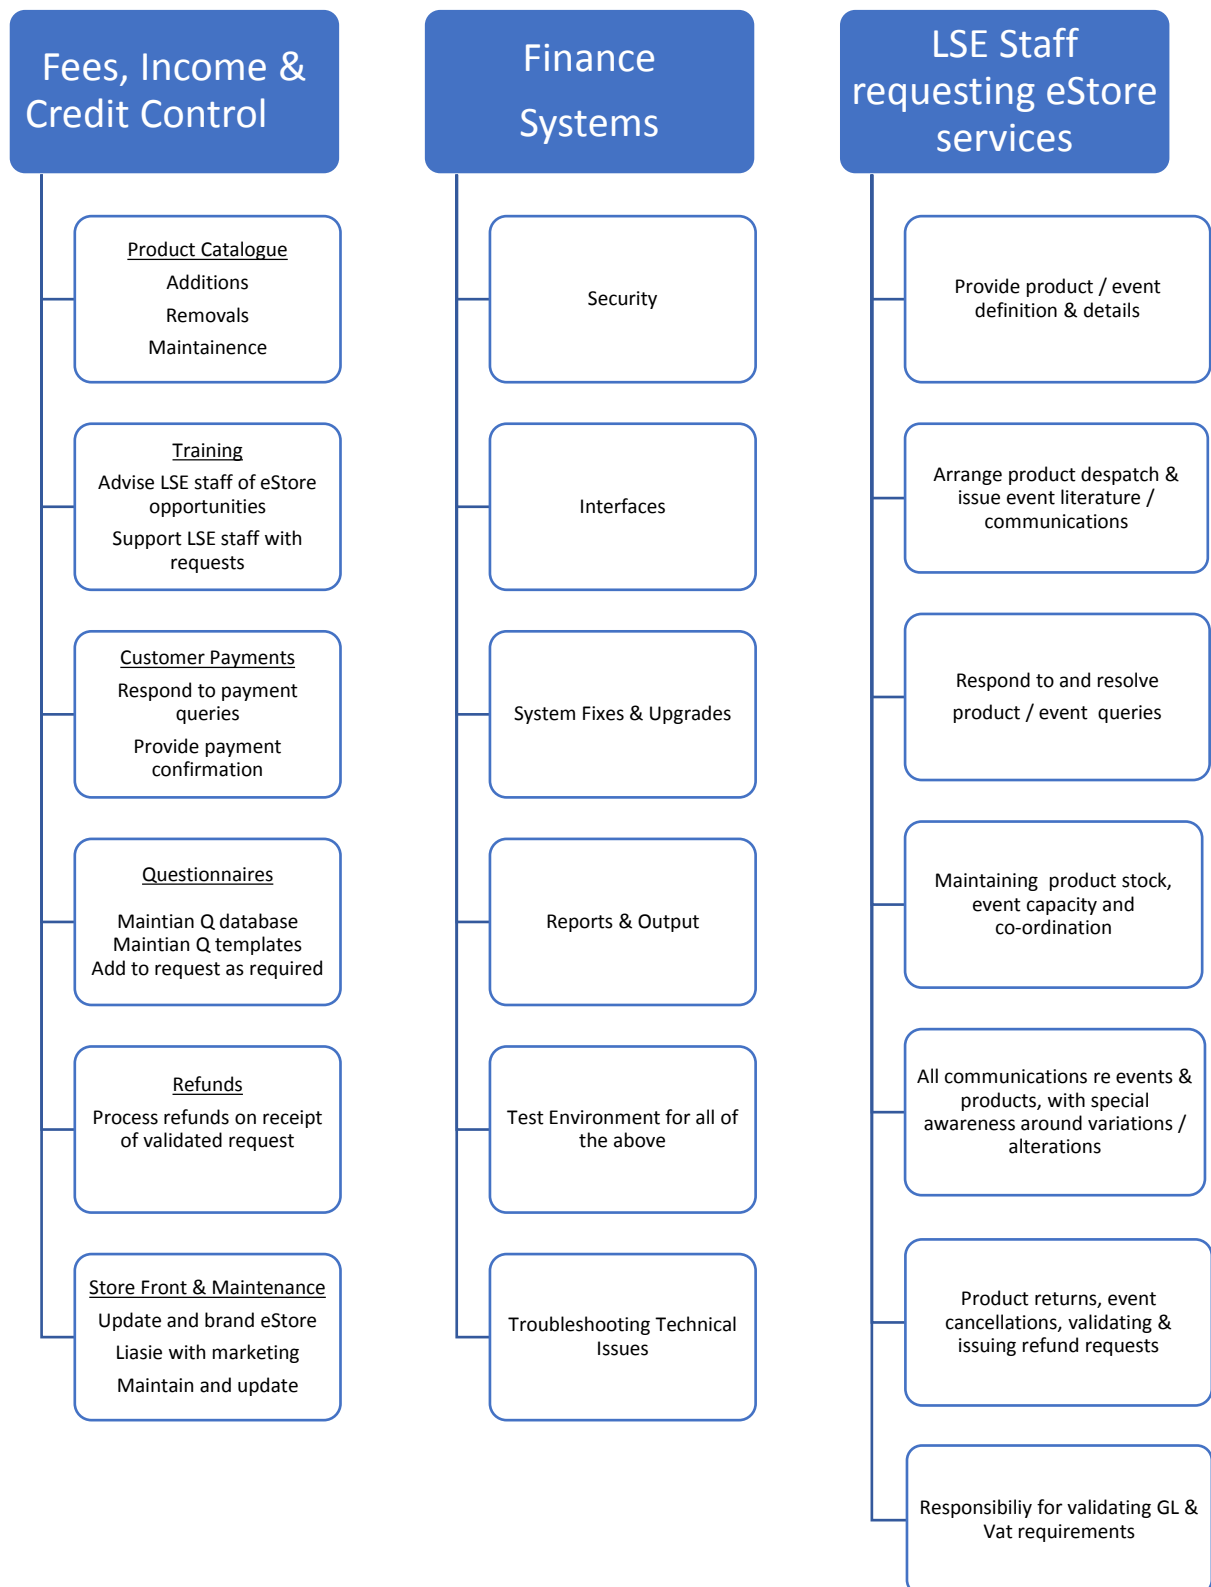 Fees, Income &
Credit Control
Product Catalogue
Additions
Removals
Maintainence
Training
Advise LSE staff of eStore
opportunities
Support LSE staff with
requests
Customer Payments
Respond to payment
queries
Provide payment
confirmation
Questionnaires
Maintian Q database
Maintian Q templates
Add to request as required
Refunds
Process refunds on receipt
of validated request
Store Front & Maintenance
Update and brand eStore
Liasie with marketing
Maintain and update
Finance
Systems
Security
Interfaces
System Fixes & Upgrades
Reports & Output
Test Environment for all of
the above
Troubleshooting Technical
Issues
LSE Staff
requesting eStore
services
Provide product / event
definition & details
Arrange product despatch &
issue event literature /
communications
Respond to and resolve
product / event queries
Maintaining product stock,
event capacity and
co-ordination
All communications re events &
products, with special
awareness around variations /
alterations
Product returns, event
cancellations, validating &
issuing refund requests
Responsibiliy for validating GL &
Vat requirements